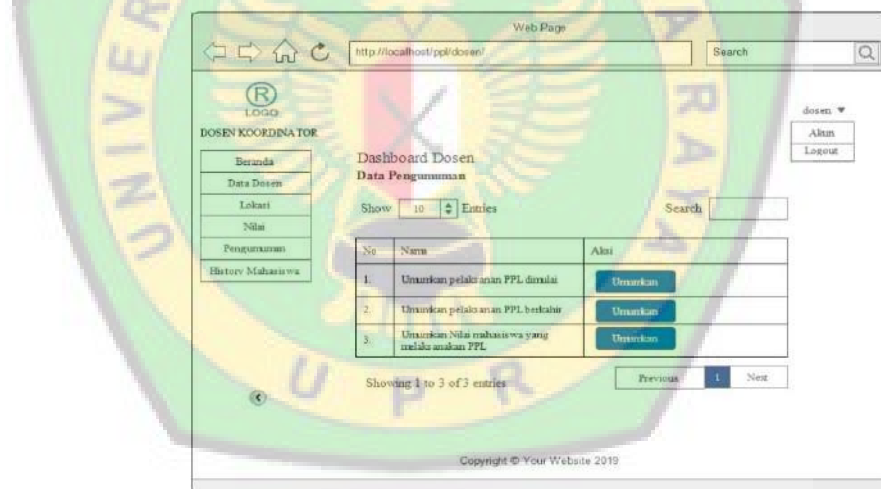 Web Page
http://localhost/ppl/dosen/
Search
R
LOGO
DOSEN KOORDINATOR
dosen
Akun
Logout
Beranda
Data Dosen
Lokasi
Nilai
Pengumuman
History Mahasiswa
Dashboard Dosen
Data Pengumuman
Show 10 Entries
Search
No Nama Aksi
1. Umumkan pelaksanaan PPL dimulai Umumkan
2. Umumkan pelaksanaan PPL berkahir Umumkan
3. Umumkan Nilai mahasiswa yang
melaksanakan PPL Umumkan
Showing 1 to 3 of 3 entries
Previous 1 Next
Copyright © Your Website 2019
UPR